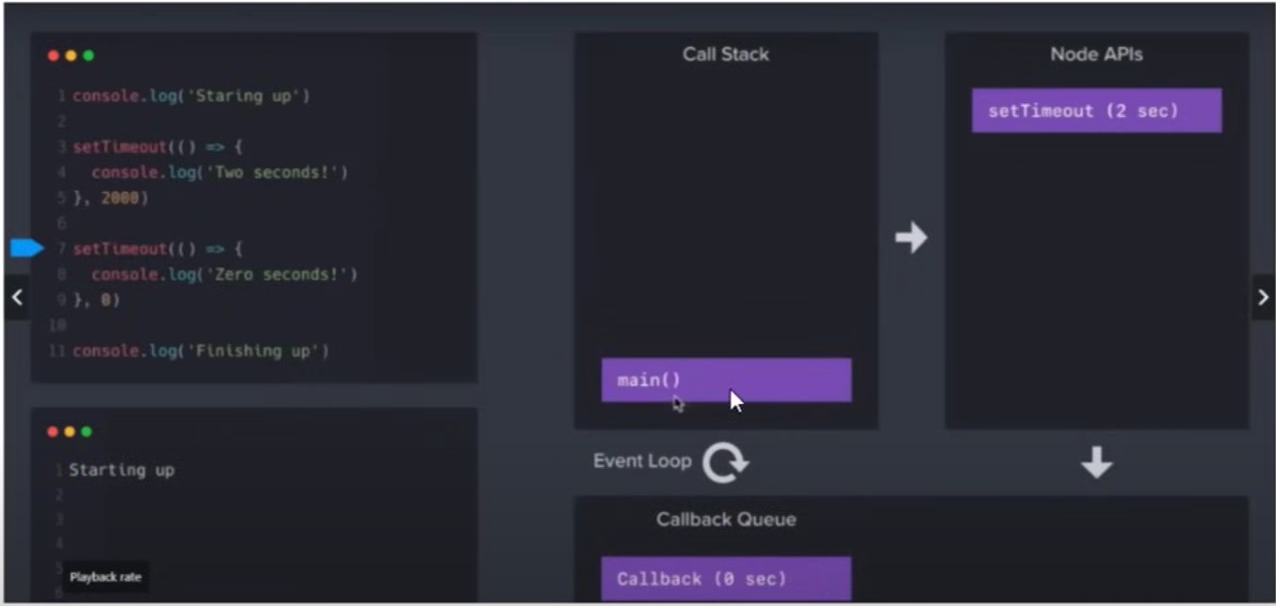 1 console.log('Staring up')
2
3 setTimeout(() => {
4   console.log('Two seconds!')
5 }, 2000)
6
7 setTimeout(() => {
8   console.log('Zero seconds!')
9 }, 0)
10
11 console.log('Finishing up')
1 Starting up
2
3
4
5
6
Playback rate
Call Stack
main()
Node APIs
setTimeout (2 sec)
Event Loop
Callback Queue
Callback (0 sec)